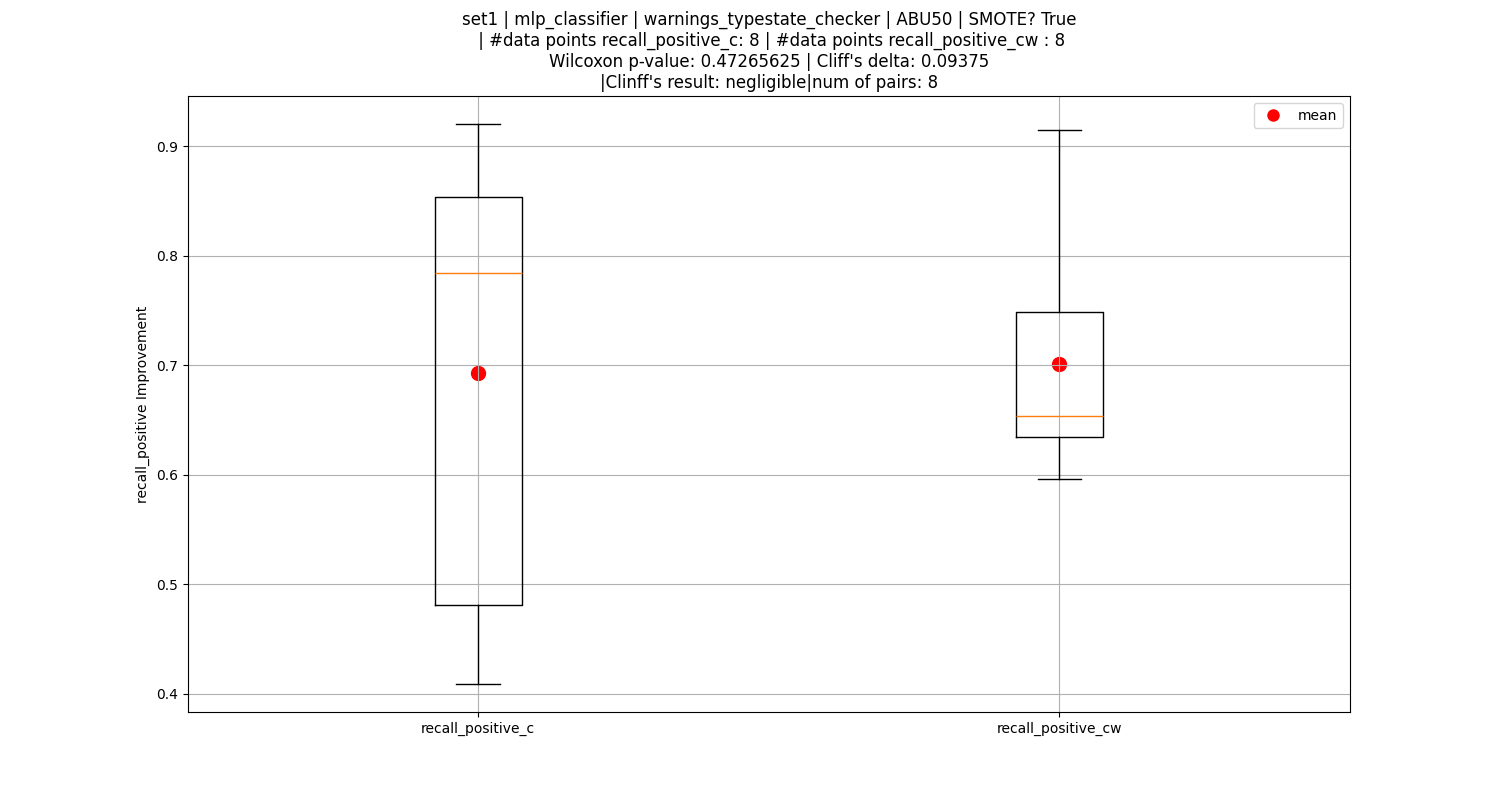 set1 | mlp_classifier | warnings_typestate_checker | ABU50 | SMOTE? True
| #data points recall_positive_c: 8 | #data points recall_positive_cw : 8
Wilcoxon p-value: 0.47265625 | Cliff's delta: 0.09375
|Clinff's result: negligible|num of pairs: 8
mean
0.9
0.8
0.7
0.6
0.5
0.4
recall_positive Improvement
recall_positive_c
recall_positive_cw